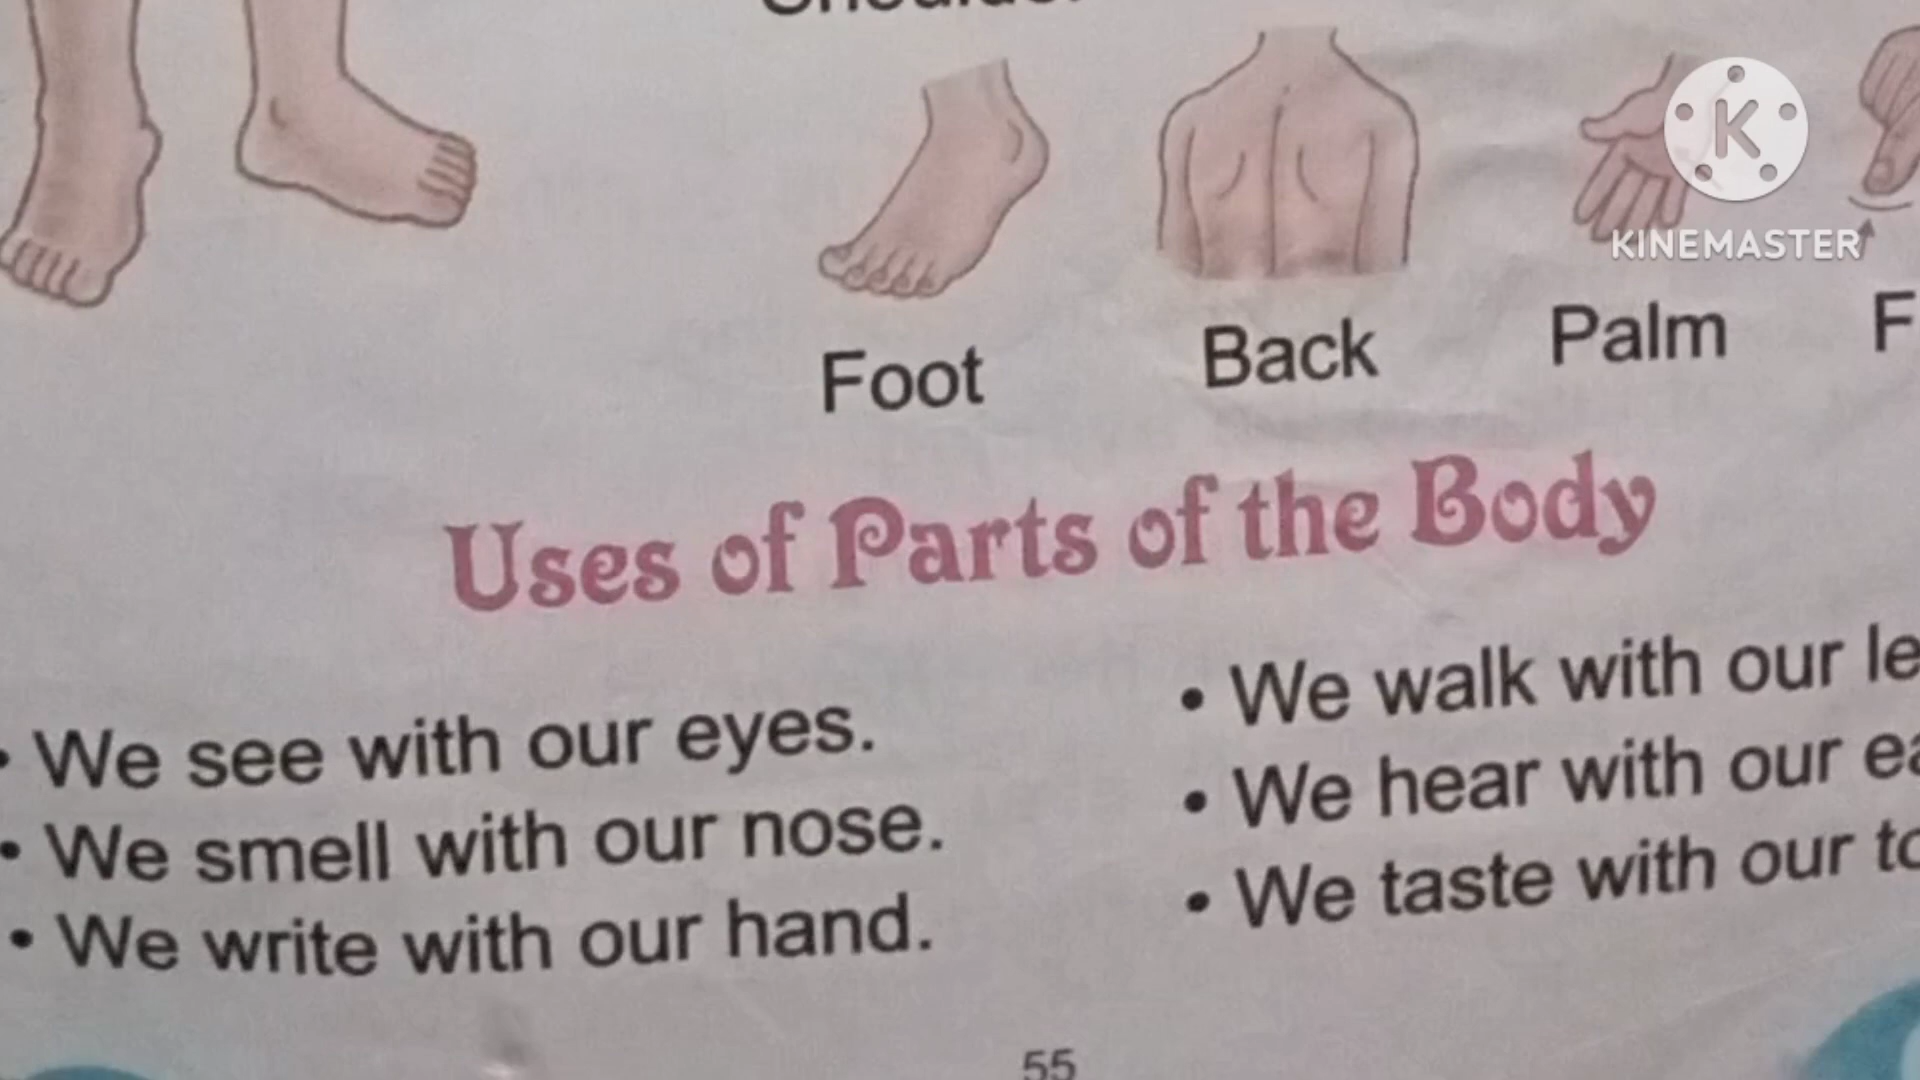 K
KINEMASTER
Foot Back Palm
Uses of Parts of the Body
• We see with our eyes.
• We smell with our nose.
• We write with our hand.
• We walk with our
• We hear with our
• We taste with our
55